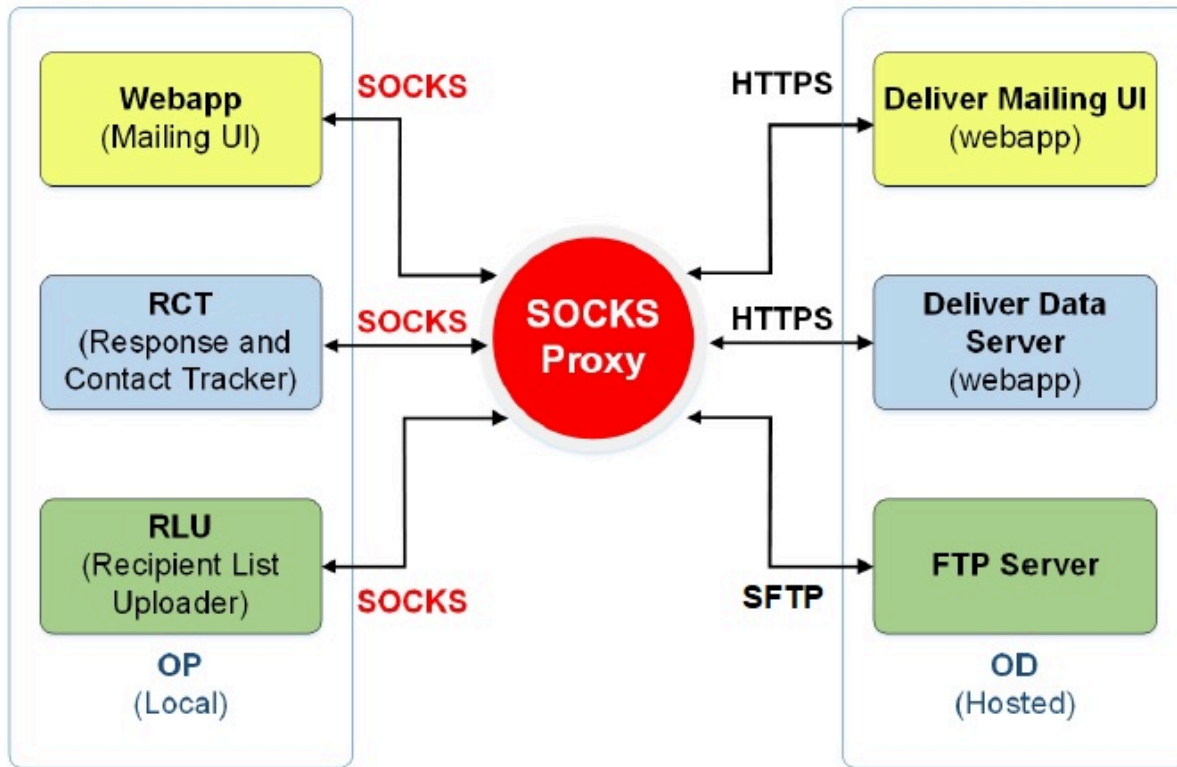 Webapp
(Mailing UI)
SOCKS
HTTPS
Deliver Mailing UI
(webapp)
RCT
(Response and
Contact Tracker)
SOCKS
SOCKS
Proxy
HTTPS
Deliver Data
Server
(webapp)
RLU
(Recipient List
Uploader)
SOCKS
SFTP
FTP Server
OP
(Local)
OD
(Hosted)